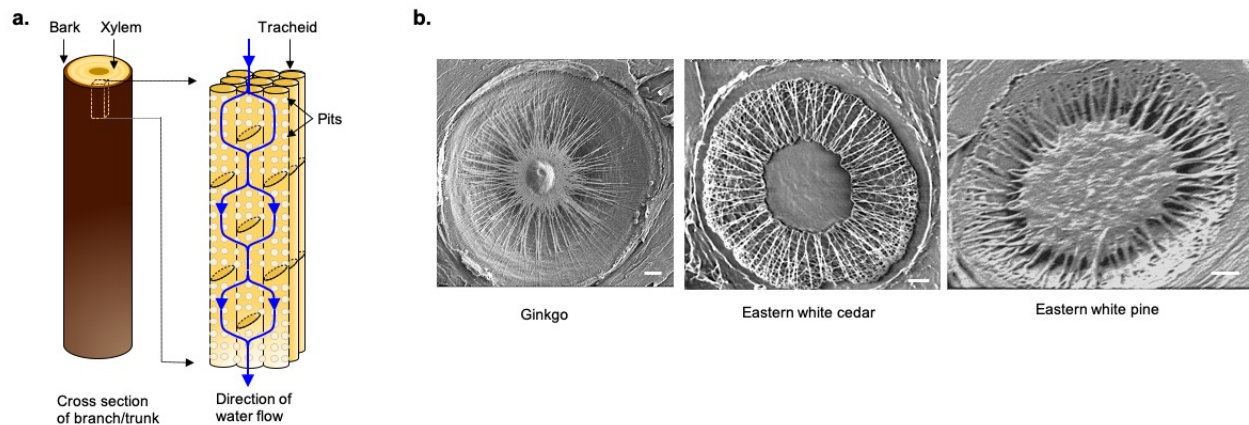 a.
Bark
Xylem
Tracheid
Pits
Cross section
of branch/trunk
Direction of
water flow
b.
Ginkgo
Eastern white cedar
Eastern white pine